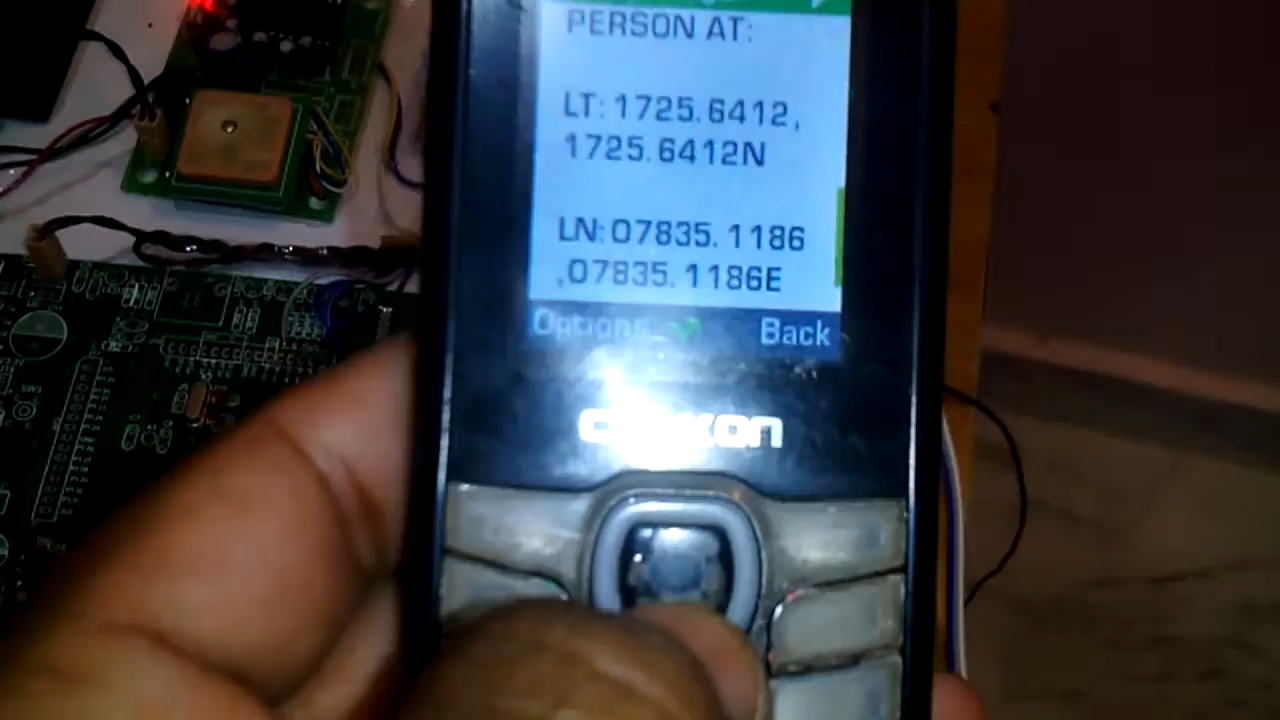 PERSON AT:
LT: 1725.6412,
1725.6412N
LN: 07835.1186
,07835.1186E
Options
Back